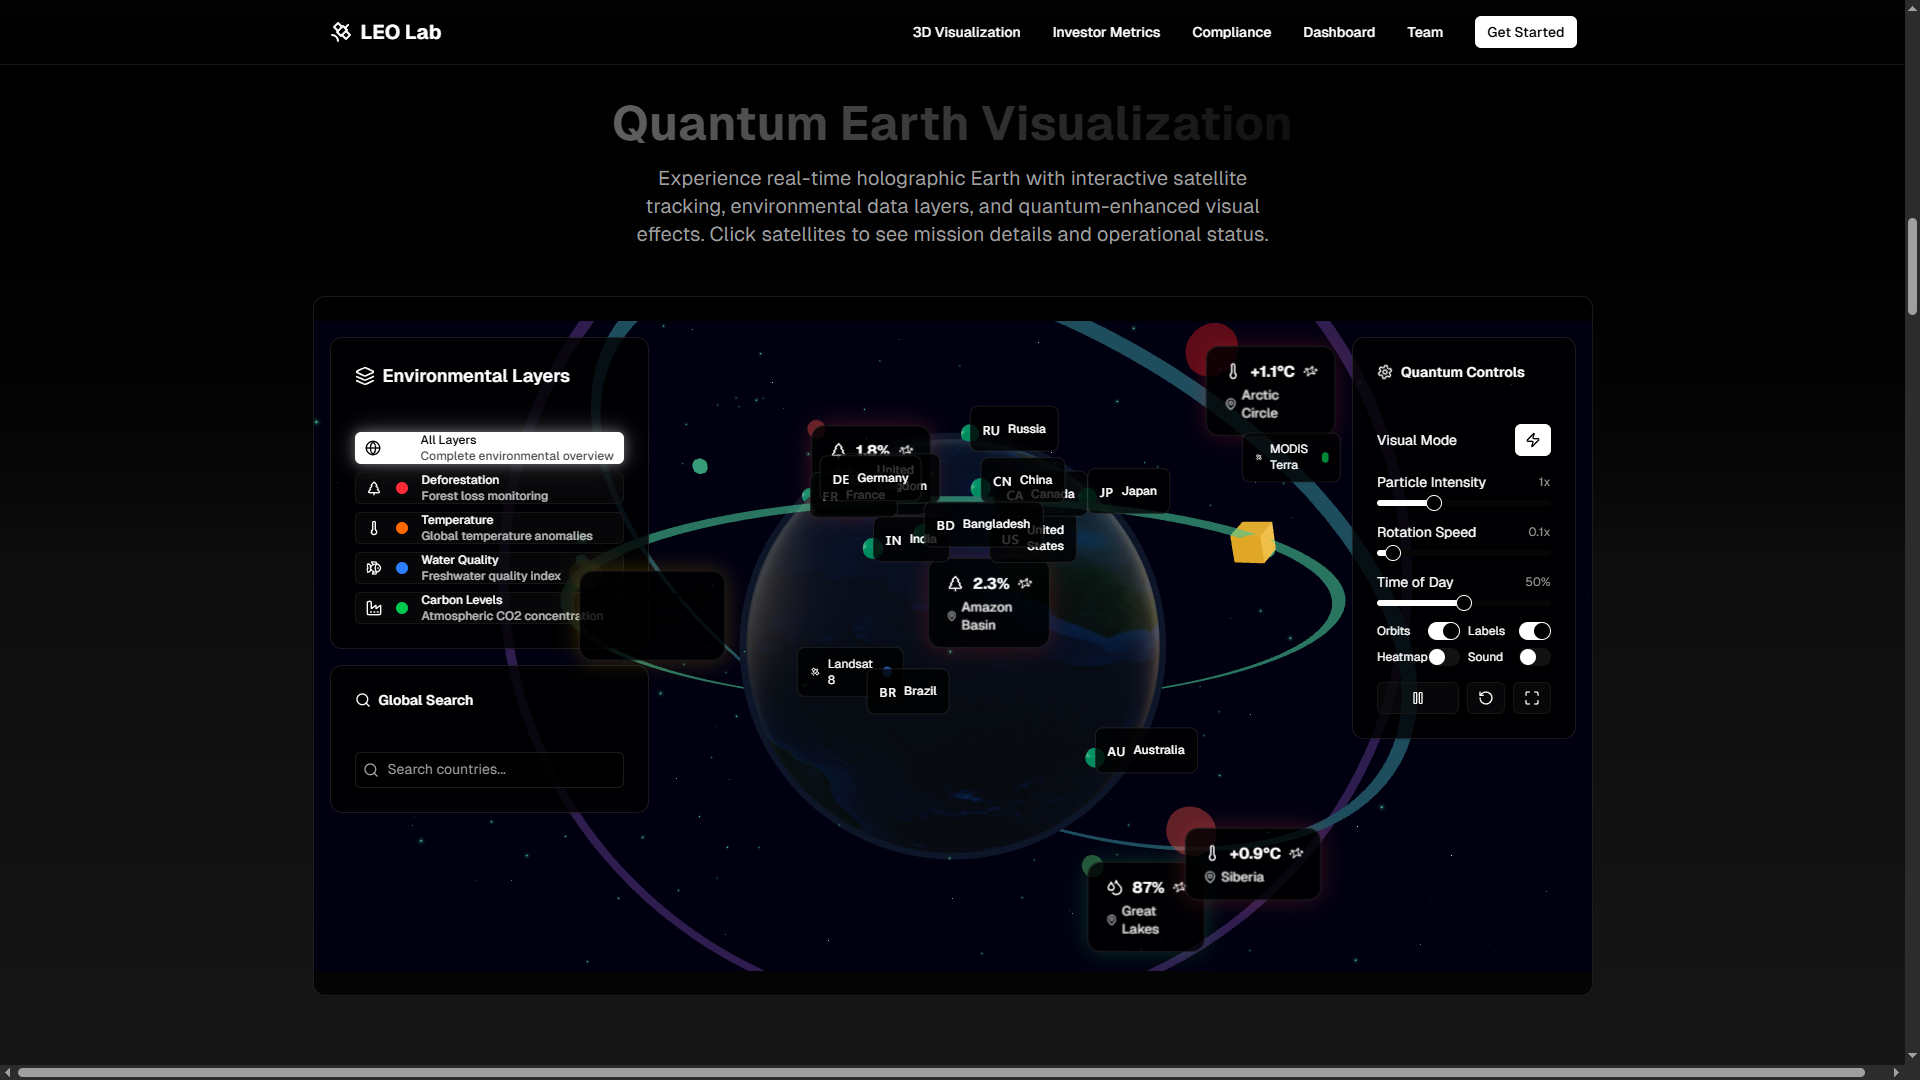 LEO Lab
3D Visualization
Investor Metrics
Compliance
Dashboard
Team
Get Started
Quantum Earth Visualization
Experience real-time holographic Earth with interactive satellite
tracking, environmental data layers, and quantum-enhanced visual
effects. Click satellites to see mission details and operational status.
Environmental Layers
All Layers
Complete environmental overview
Deforestation
Forest loss monitoring
Temperature
Global temperature anomalies
Water Quality
Freshwater quality index
Carbon Levels
Atmospheric CO2 concentration
Global Search
Search countries...
1.8%
RU Russia
United
DE Germany
FR France
CN China
CA Canada
JP Japan
BD Bangladesh
IN India
US United
States
2.3%
Amazon
Basin
Landsat
8
BR Brazil
AU Australia
+1.1°C
Arctic
Circle
MODIS
Terra
+0.9°C
Siberia
87%
Great
Lakes
Quantum Controls
Visual Mode
Particle Intensity 1x
Rotation Speed 0.1x
Time of Day 50%
Orbits Labels
Heatmap Sound